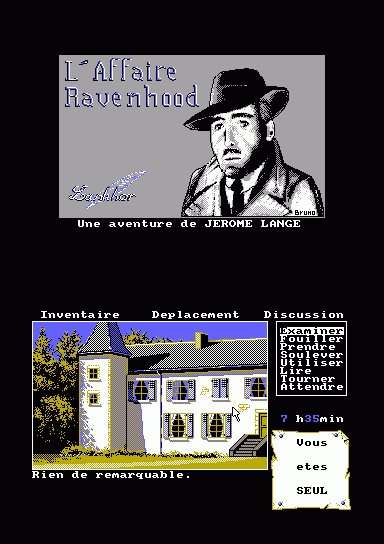 L'Affaire
Ravenhood
Saphhor
BRUNO
Une aventure de JEROME LANGE
Inventaire Deplacement Discussion
Examiner
Fouiller
Prendre
Soulever
Utiliser
Lire
Tourner
Attendre
7 h35min
Vous
etes
SEUL
Rien de remarquable.